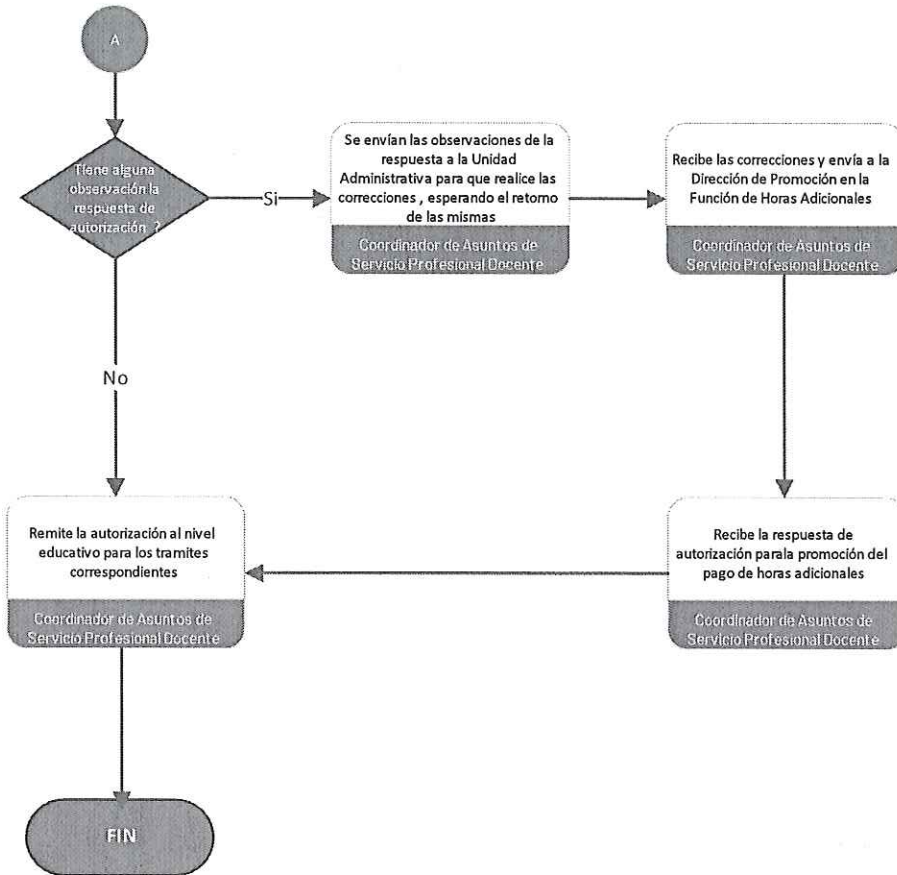 A
Tiene alguna
observación la
respuesta de
autorización ?
Si
Se envían las observaciones de la
respuesta a la Unidad
Administrativa para que realice las
correcciones , esperando el retorno
de las mismas
Coordinador de Asuntos de
Servicio Profesional Docente
Recibe las correcciones y envía a la
Dirección de Promoción en la
Función de Horas Adicionales
Coordinador de Asuntos de
Servicio Profesional Docente
No
Remite la autorización al nivel
educativo para los tramites
correspondientes
Coordinador de Asuntos de
Servicio Profesional Docente
Recibe la respuesta de
autorización parala promoción del
pago de horas adicionales
Coordinador de Asuntos de
Servicio Profesional Docente
FIN